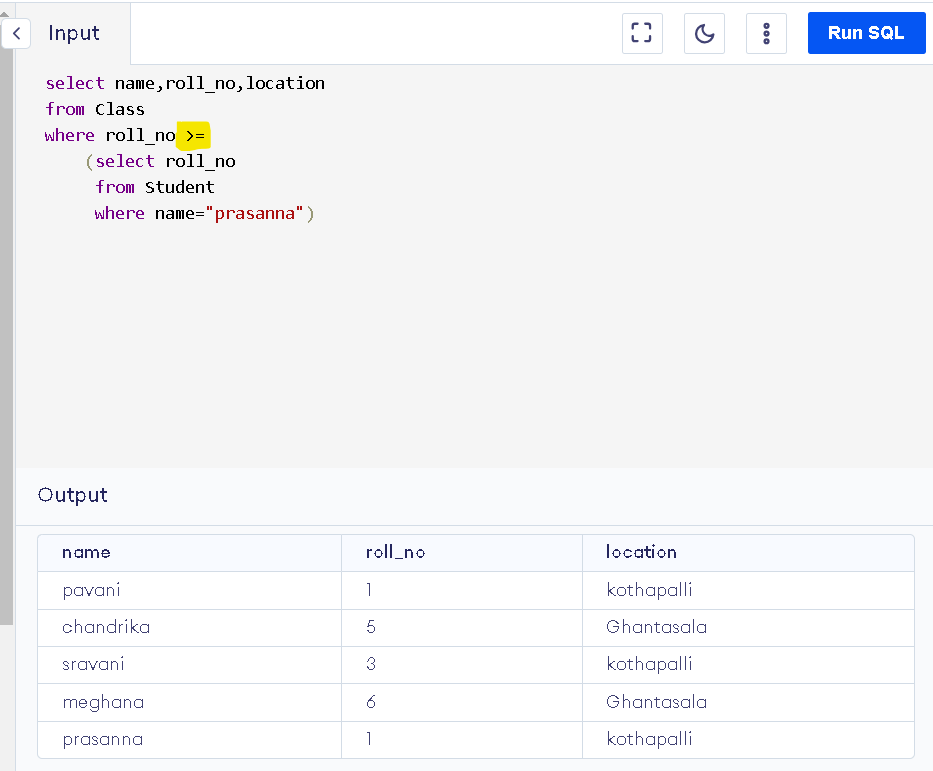 Input
Run SQL
select name,roll_no,location
from Class
where roll_no >=
(select roll_no
from Student
where name="prasanna")
Output
name roll_no location
pavani 1 kothapalli
chandrika 5 Ghantasala
sravani 3 kothapalli
meghana 6 Ghantasala
prasanna 1 kothapalli